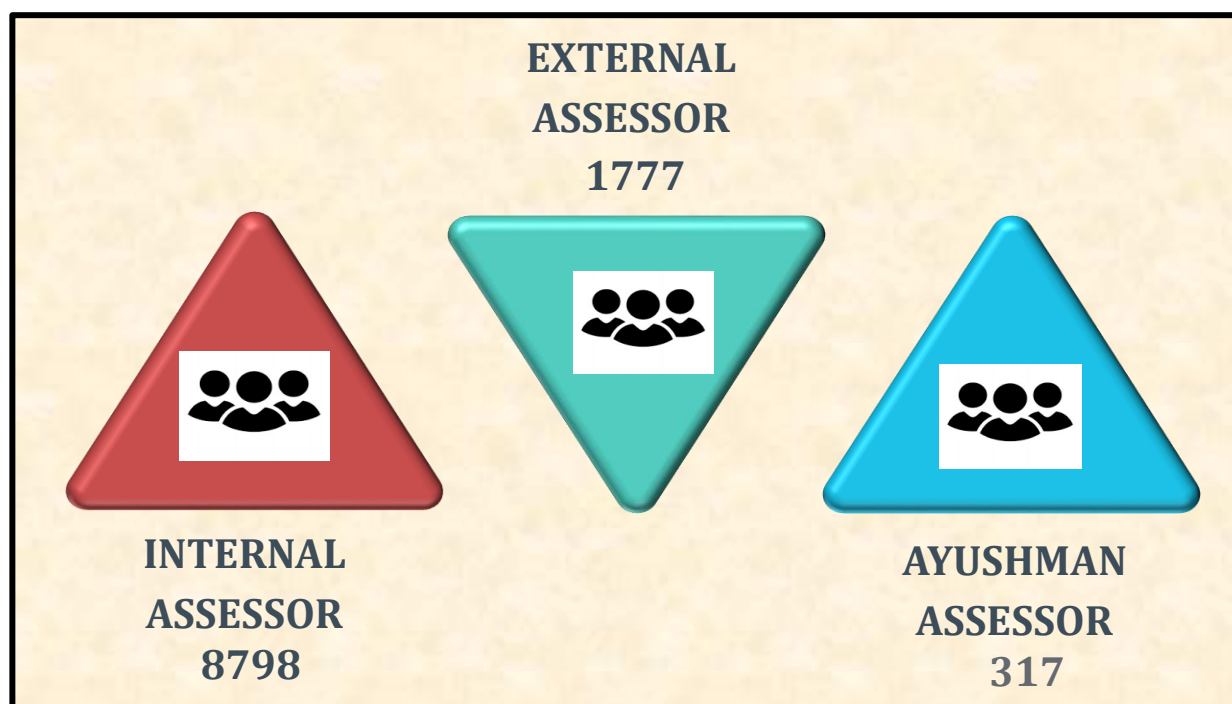 EXTERNAL
ASSESSOR
1777
INTERNAL
ASSESSOR
8798
AYUSHMAN
ASSESSOR
317